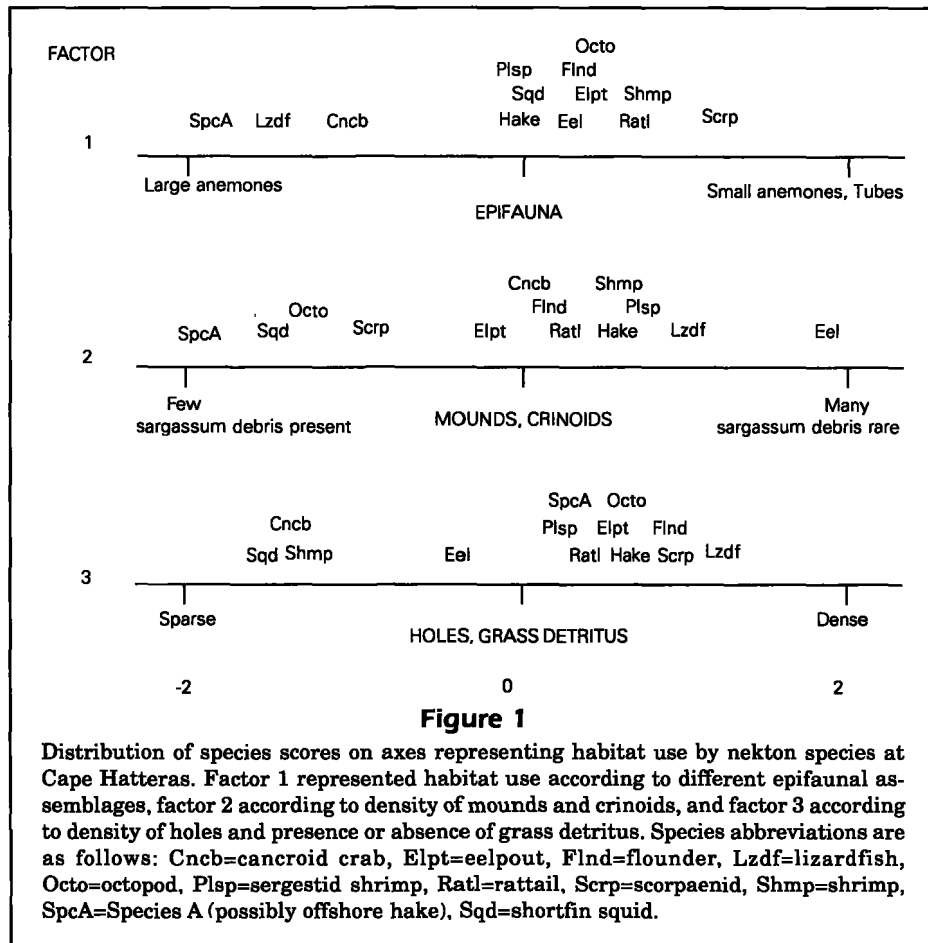 FACTOR
Octo
Plsp Flnd
Sqd Elpt Shmp
SpcA Lzdf Cncb Hake Eel Ratl Scrp
1
Large anemones Small anemones, Tubes
EPIFAUNA
Cncb Shmp
Octo Flnd Plsp
SpcA Sqd Scrp Elpt Ratl Hake Lzdf Eel
2
Few Many
sargassum debris present MOUNDS, CRINOIDS sargassum debris rare
SpcA Octo
Cncb Plsp Elpt Flnd
Sqd Shmp Eel Ratl Hake Scrp Lzdf
3
Sparse Dense
HOLES, GRASS DETRITUS
-2 0 2
Figure 1
Distribution of species scores on axes representing habitat use by nekton species at
Cape Hatteras. Factor 1 represented habitat use according to different epifaunal as-
semblages, factor 2 according to density of mounds and crinoids, and factor 3 according
to density of holes and presence or absence of grass detritus. Species abbreviations are
as follows: Cncb=cancroid crab, Elpt=eelpout, Flnd=flounder, Lzdf=lizardfish,
Octo=octopod, Plsp=sergestid shrimp, Ratl=rattail, Scrp=scorpaenid, Shmp=shrimp,
SpcA=Species A (possibly offshore hake), Sqd=shortfin squid.